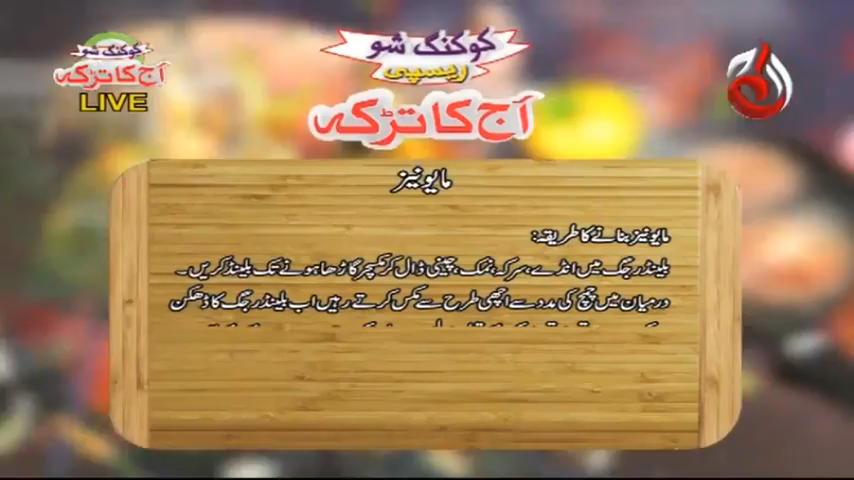 کوکنگ شو
آج کا تڑکہ
LIVE
کوکنگ شو
ریسیپی
آج کا تڑکہ
آج
مایونیز
مایونیز بنانے کا طریقہ:
بلینڈر جگ میں انڈے، سرکہ، نمک، چینی ڈال کر مکسچر گاڑھا ہونے تک بلینڈ کریں۔
درمیان میں چمچ کی مدد سے اچھی طرح سے مکس کرتے رہیں اب بلینڈر جگ کا ڈھکن